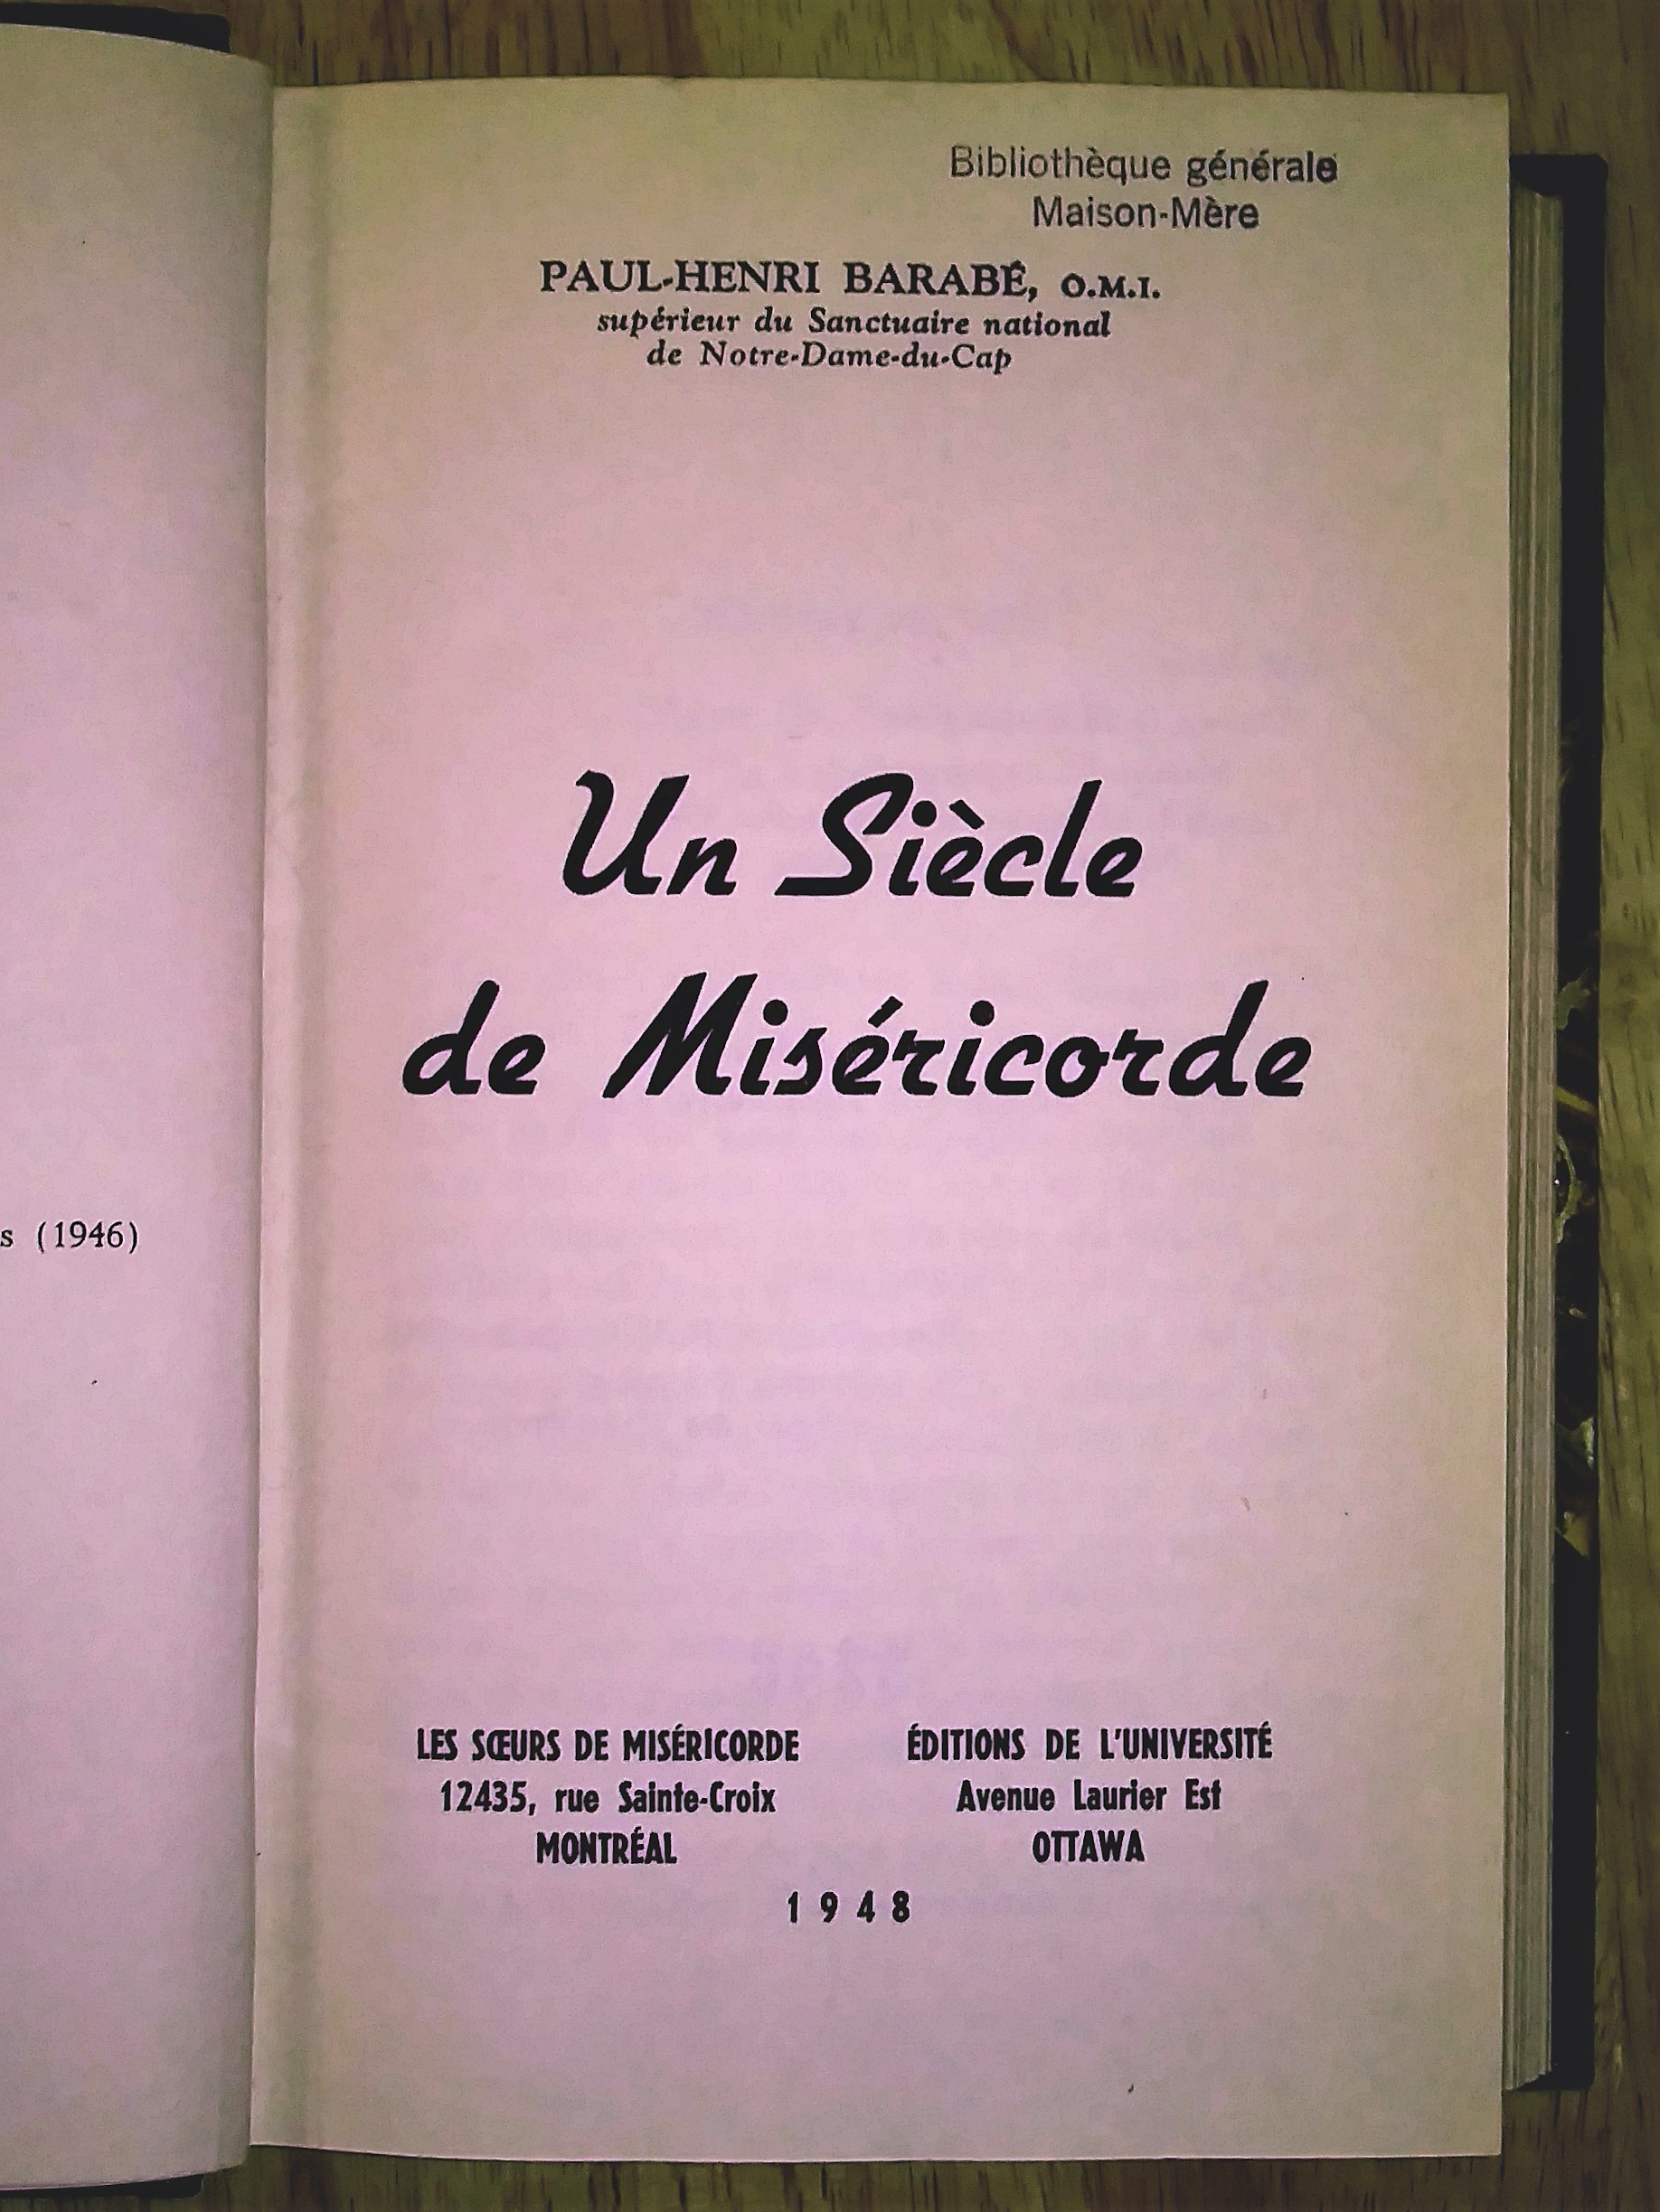 s (1946)
Bibliothèque générale
Maison-Mère
PAUL-HENRI BARABÉ, O.M.I.
supérieur du Sanctuaire national
de Notre-Dame-du-Cap
Un Siècle
de Miséricorde
LES SŒURS DE MISÉRICORDE
12435, rue Sainte-Croix
MONTRÉAL
ÉDITIONS DE L'UNIVERSITÉ
Avenue Laurier Est
OTTAWA
1948